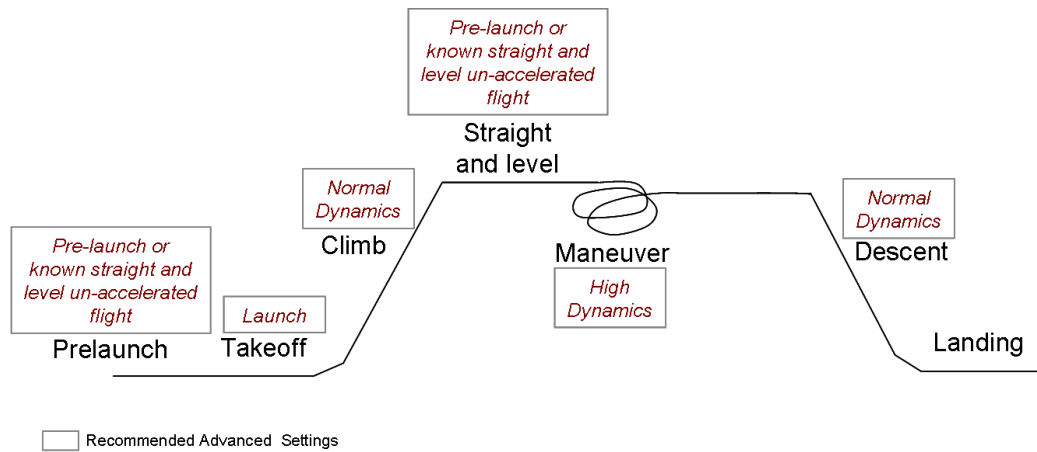 Pre-launch or
known straight and
level un-accelerated
flight
Straight
and level
Normal
Dynamics
Climb
Pre-launch or
known straight and
level un-accelerated
flight
Prelaunch
Launch
Takeoff
Maneuver
High
Dynamics
Normal
Dynamics
Descent
Landing
Recommended Advanced Settings